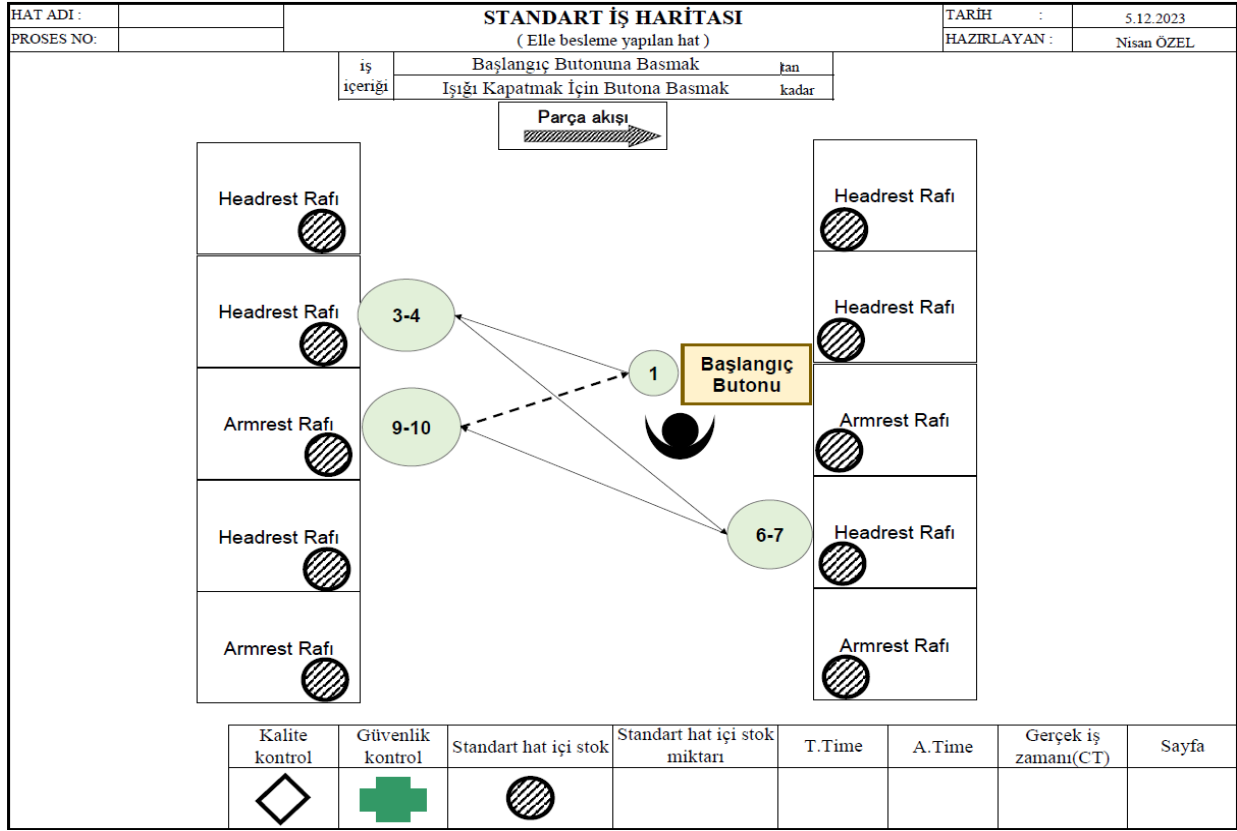 HAT ADI :
STANDART İŞ HARİTASI
TARİH :
5.12.2023
PROSES NO:
( Elle besleme yapılan hat )
HAZIRLAYAN :
Nisan ÖZEL
iş içeriği
Başlangıç Butonuna Basmak
tan
Işığı Kapatmak İçin Butona Basmak
kadar
Parça akışı
Headrest Rafı
Headrest Rafı
Headrest Rafı
3-4
Headrest Rafı
1
Başlangıç
Butonu
Armrest Rafı
9-10
Armrest Rafı
Headrest Rafı
6-7
Headrest Rafı
Armrest Rafı
Armrest Rafı
Kalite
kontrol
Güvenlik
kontrol
Standart hat içi stok
Standart hat içi stok
miktarı
T.Time
A.Time
Gerçek iş
zamanı(CT)
Sayfa